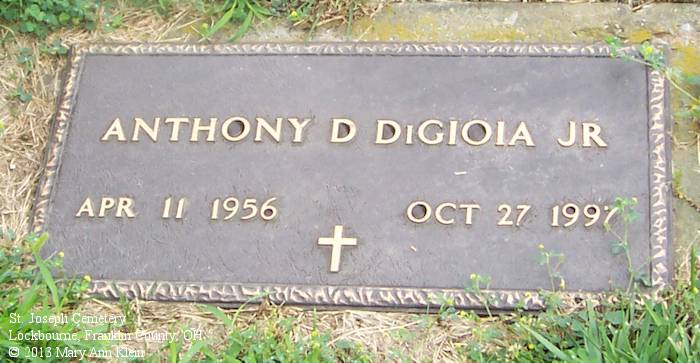 ANTHONY D DiGIOIA JR
APR 11 1956 OCT 27 1997
St. Joseph Cemetery
Lockbourne, Franklin County, OH
© 2013 Mary Ann Klein